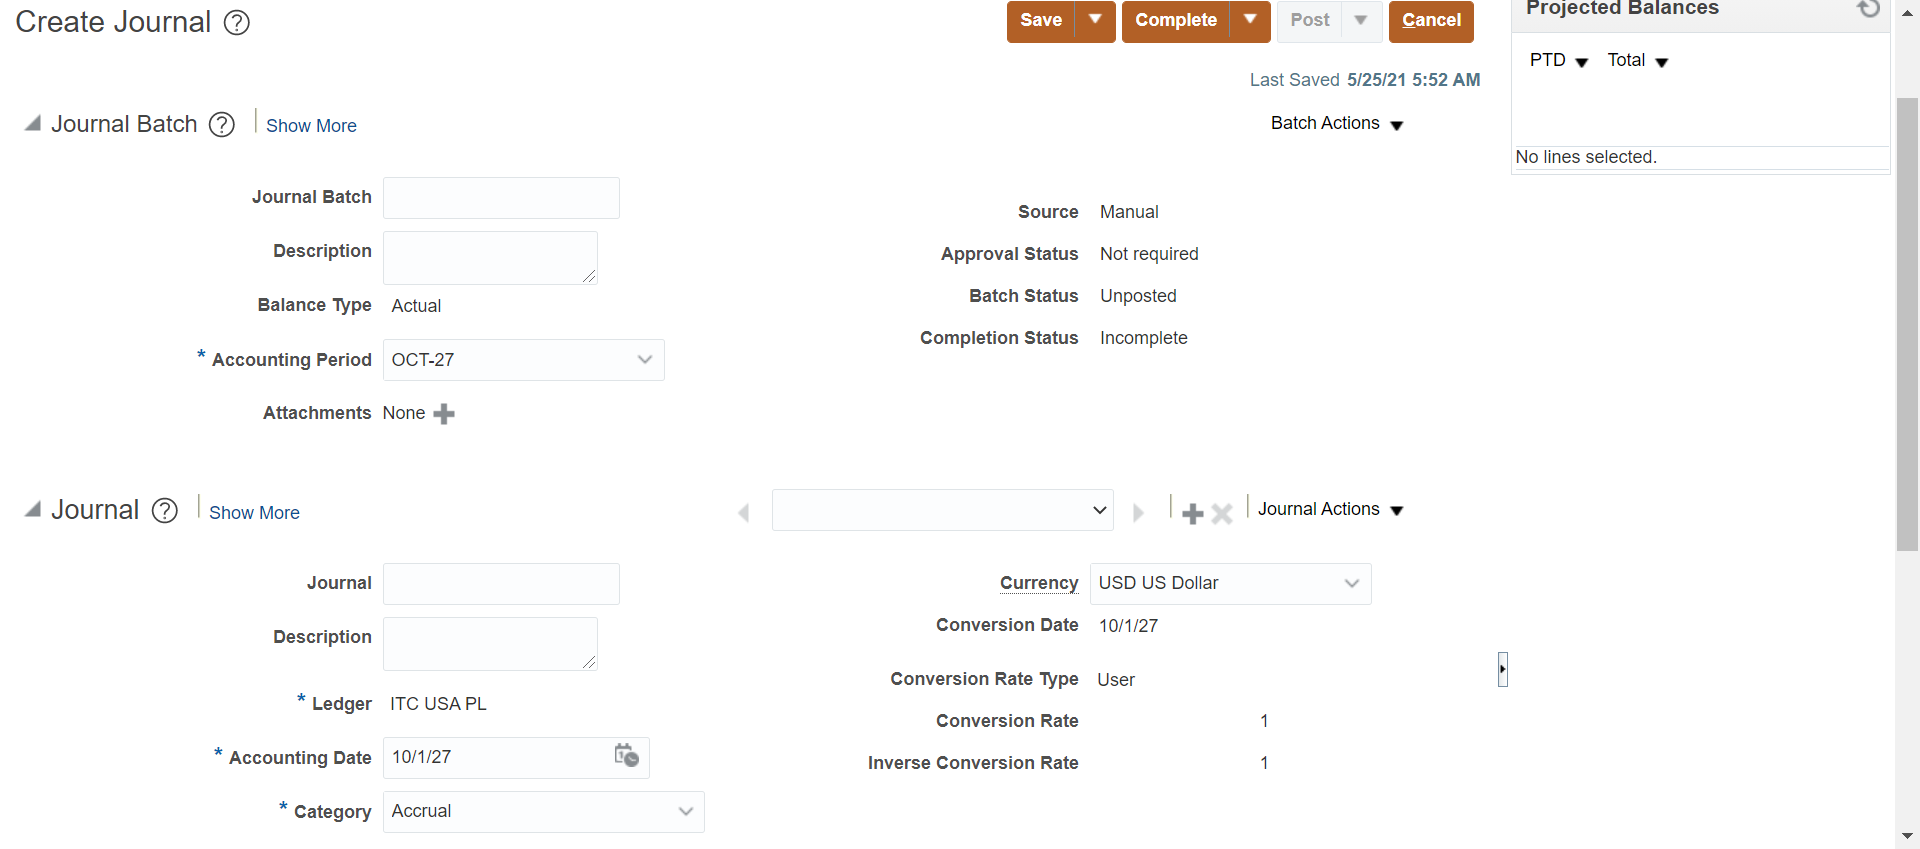 Create Journal ?
Save Complete Post Cancel
Projected Balances
PTD Total
Last Saved 5/25/21 5:52 AM
Journal Batch ? Show More
Batch Actions
No lines selected.
Journal Batch
Description
Balance Type Actual
* Accounting Period OCT-27
Attachments None
Source Manual
Approval Status Not required
Batch Status Unposted
Completion Status Incomplete
Journal ? Show More
Journal Actions
Journal
Description
* Ledger ITC USA PL
* Accounting Date 10/1/27
* Category Accrual
Currency USD US Dollar
Conversion Date 10/1/27
Conversion Rate Type User
Conversion Rate 1
Inverse Conversion Rate 1